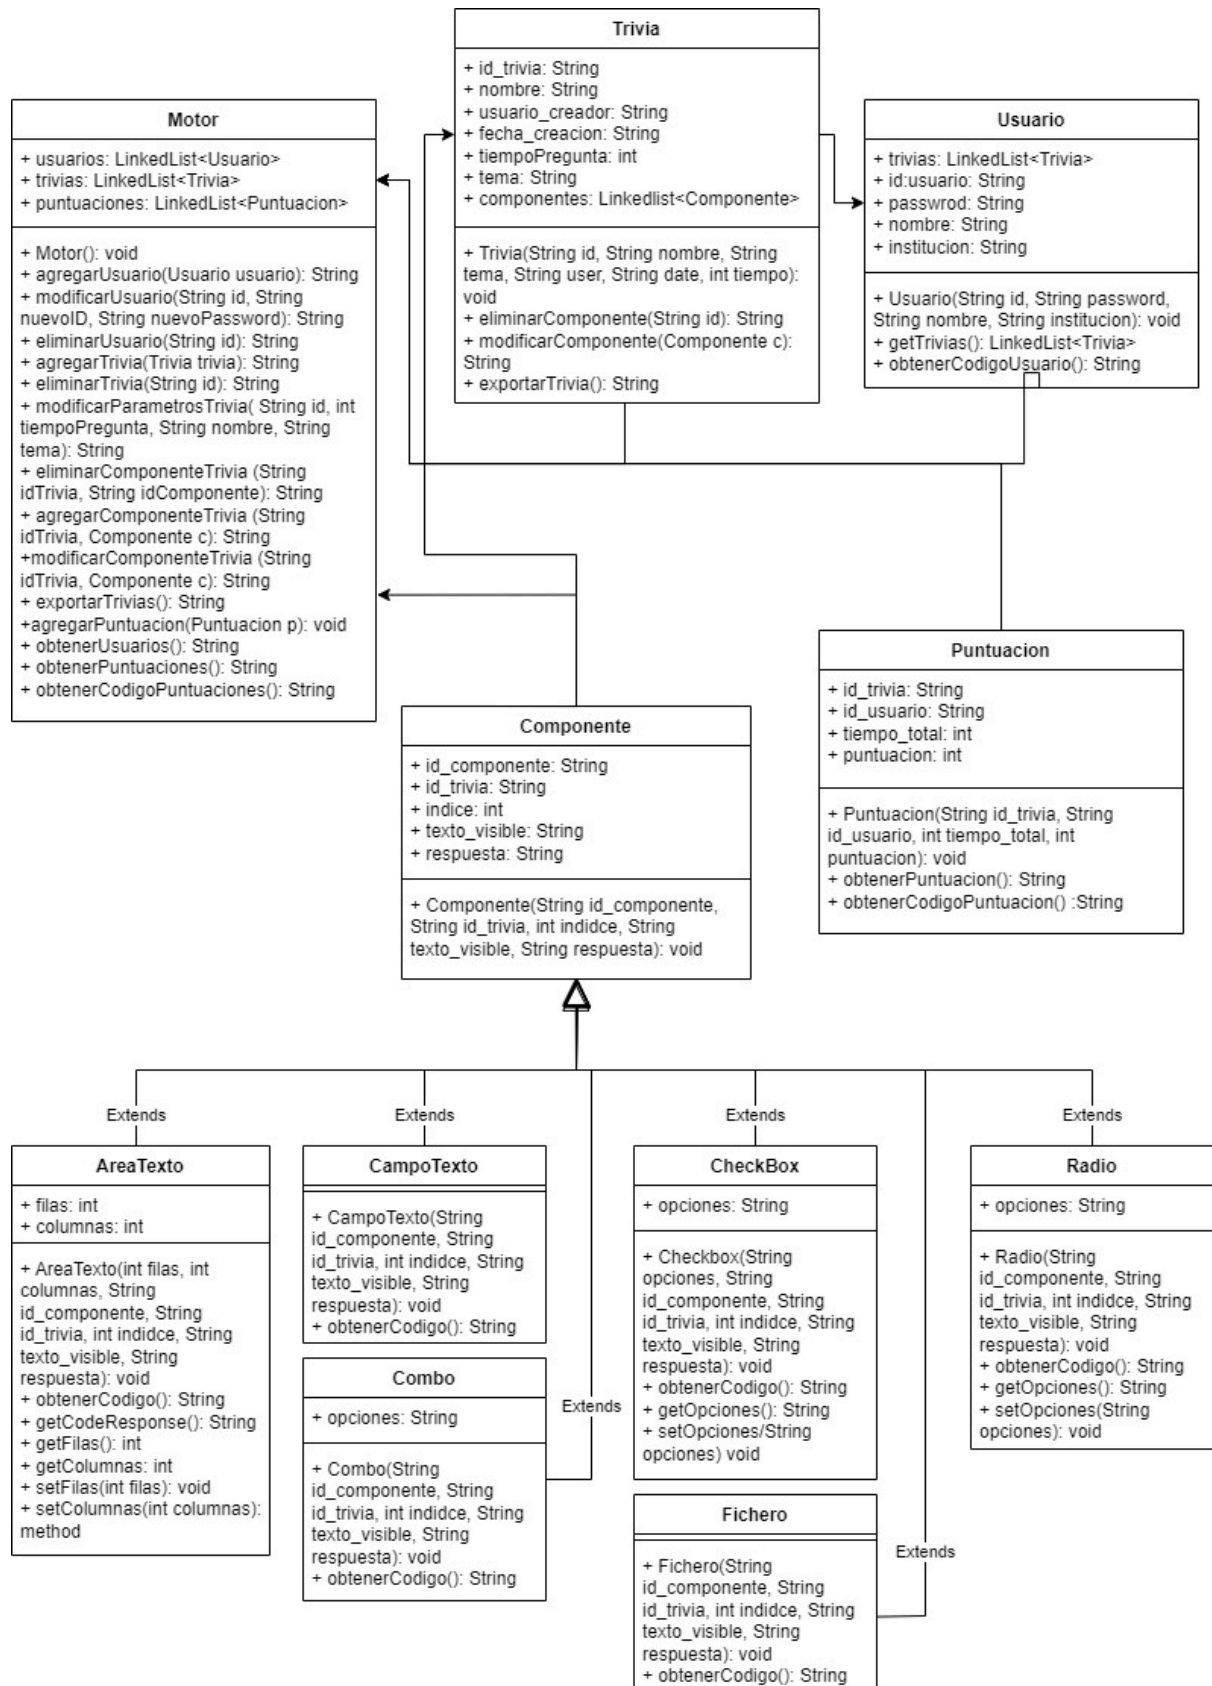 Trivia
+ id_trivia: String
+ nombre: String
+ usuario_creador: String
+ fecha_creacion: String
+ tiempoPregunta: int
+ tema: String
+ componentes: Linkedlist<Componente>
+ Trivia(String id, String nombre, String
tema, String user, String date, int tiempo):
void
+ eliminarComponente(String id): String
+ modificarComponente(Componente c):
String
+ exportarTrivia(): String
Motor
+ usuarios: LinkedList<Usuario>
+ trivias: LinkedList<Trivia>
+ puntuaciones: LinkedList<Puntuacion>
+ Motor(): void
+ agregarUsuario(Usuario usuario): String
+ modificarUsuario(String id, String
nuevoID, String nuevoPassword): String
+ eliminarUsuario(String id): String
+ agregarTrivia(Trivia trivia): String
+ eliminarTrivia(String id): String
+ modificarParametrosTrivia( String id, int
tiempoPregunta, String nombre, String
tema): String
+ eliminarComponenteTrivia (String
idTrivia, String idComponente): String
+ agregarComponenteTrivia (String
idTrivia, Componente c): String
+modificarComponenteTrivia (String
idTrivia, Componente c): String
+ exportarTrivias(): String
+agregarPuntuacion(Puntuacion p): void
+ obtenerUsuarios(): String
+ obtenerPuntuaciones(): String
+ obtenerCodigoPuntuaciones(): String
Usuario
+ trivias: LinkedList<Trivia>
+ id:usuario: String
+ passwrod: String
+ nombre: String
+ institucion: String
+ Usuario(String id, String password,
String nombre, String institucion): void
+ getTrivias(): LinkedList<Trivia>
+ obtenerCodigoUsuario(): String
Puntuacion
+ id_trivia: String
+ id_usuario: String
+ tiempo_total: int
+ puntuacion: int
+ Puntuacion(String id_trivia, String
id_usuario, int tiempo_total, int
puntuacion): void
+ obtenerPuntuacion(): String
+ obtenerCodigoPuntuacion() :String
Componente
+ id_componente: String
+ id_trivia: String
+ indice: int
+ texto_visible: String
+ respuesta: String
+ Componente(String id_componente,
String id_trivia, int indidce, String
texto_visible, String respuesta): void
Extends
Extends
Extends
Extends
AreaTexto
+ filas: int
+ columnas: int
+ AreaTexto(int filas, int
columnas, String
id_componente, String
id_trivia, int indidce, String
texto_visible, String
respuesta): void
+ obtenerCodigo(): String
+ getCodeResponse(): String
+ getFilas(): int
+ getColumnas: int
+ setFilas(int filas): void
+ setColumnas(int columnas):
method
CampoTexto
+ CampoTexto(String
id_componente, String
id_trivia, int indidce, String
texto_visible, String
respuesta): void
+ obtenerCodigo(): String
Combo
+ opciones: String
+ Combo(String
id_componente, String
id_trivia, int indidce, String
texto_visible, String
respuesta): void
+ obtenerCodigo(): String
Extends
CheckBox
+ opciones: String
+ Checkbox(String
opciones, String
id_componente, String
id_trivia, int indidce, String
texto_visible, String
respuesta): void
+ obtenerCodigo(): String
+ getOpciones(): String
+ setOpciones/String
opciones) void
Fichero
+ Fichero(String
id_componente, String
id_trivia, int indidce, String
texto_visible, String
respuesta): void
+ obtenerCodigo(): String
Extends
Radio
+ opciones: String
+ Radio(String
id_componente, String
id_trivia, int indidce, String
texto_visible, String
respuesta): void
+ obtenerCodigo(): String
+ getOpciones(): String
+ setOpciones(String
opciones): void